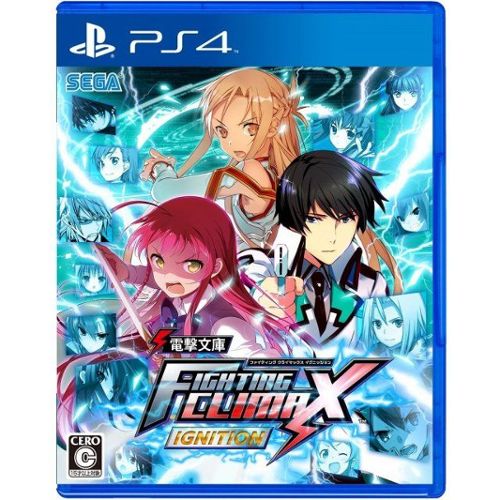 PS4
SEGA
電撃文庫
ファイティング クライマックス イグニッション
FIGHTING
CLIMAX
IGNITION
CERO
C